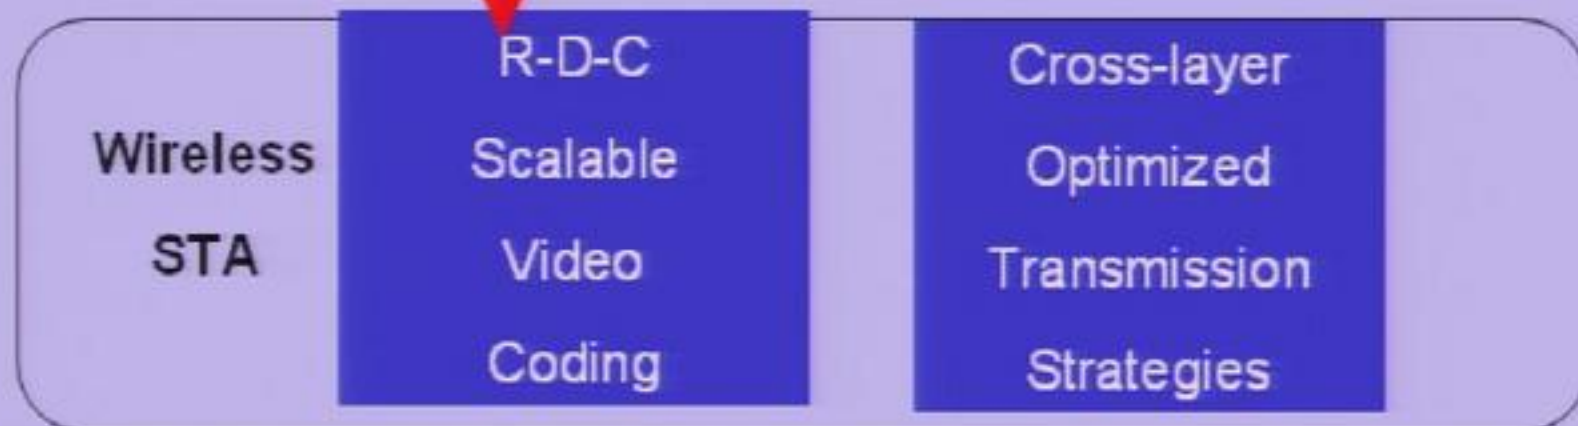 Wireless
STA
R-D-C
Scalable
Video
Coding
Cross-layer
Optimized
Transmission
Strategies